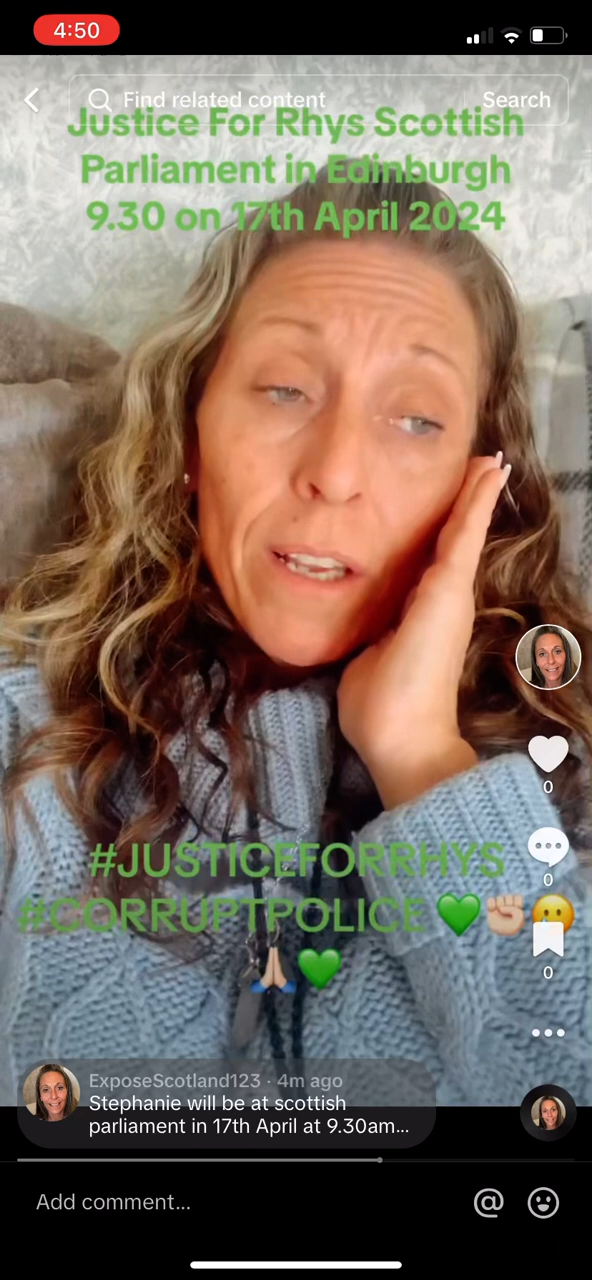 4:50
Find related content
Search
Justice For Rhys Scottish
Parliament in Edinburgh
9.30 on 17th April 2024
0
0
#JUSTICEFORRHYS
#CORRUPTPOLICE 💚✊🏼😬
🙏🏼💚
0
ExposeScotland123 · 4m ago
Stephanie will be at scottish
parliament in 17th April at 9.30am...
Add comment...
@